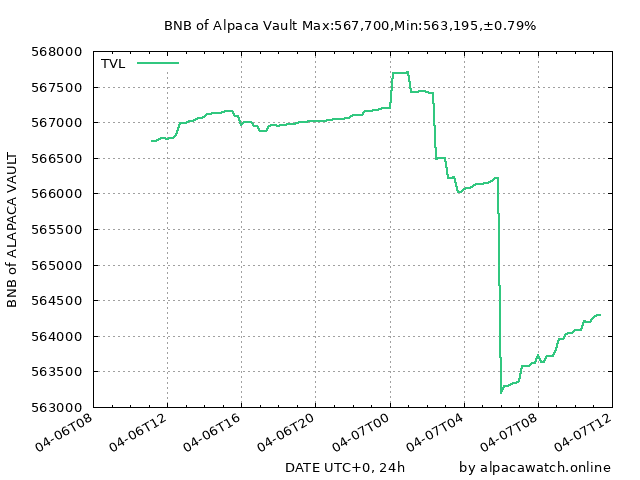 BNB of Alpaca Vault Max:567,700,Min:563,195,±0.79%
TVL
568000
567500
567000
566500
566000
565500
565000
564500
564000
563500
563000
BNB of ALAPACA VAULT
04-06T08
04-06T12
04-06T16
04-06T20
04-07T00
04-07T04
04-07T08
04-07T12
DATE UTC+0, 24h
by alpacawatch.online